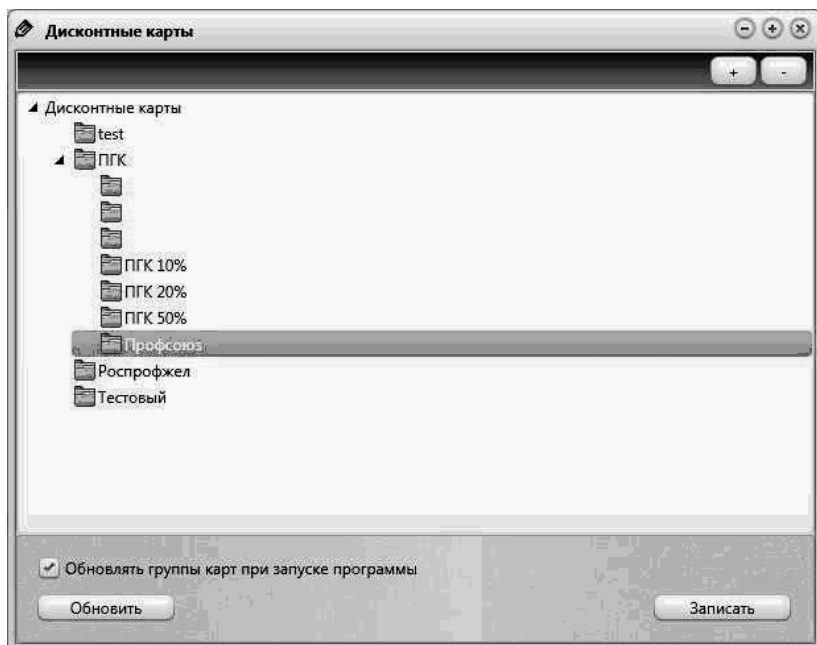 Дисконтные карты
+ -
Дисконтные карты
test
ПГК
ПГК 10%
ПГК 20%
ПГК 50%
Профсоюз
Роспрофжел
Тестовый
Обновлять группы карт при запуске программы
Обновить Записать